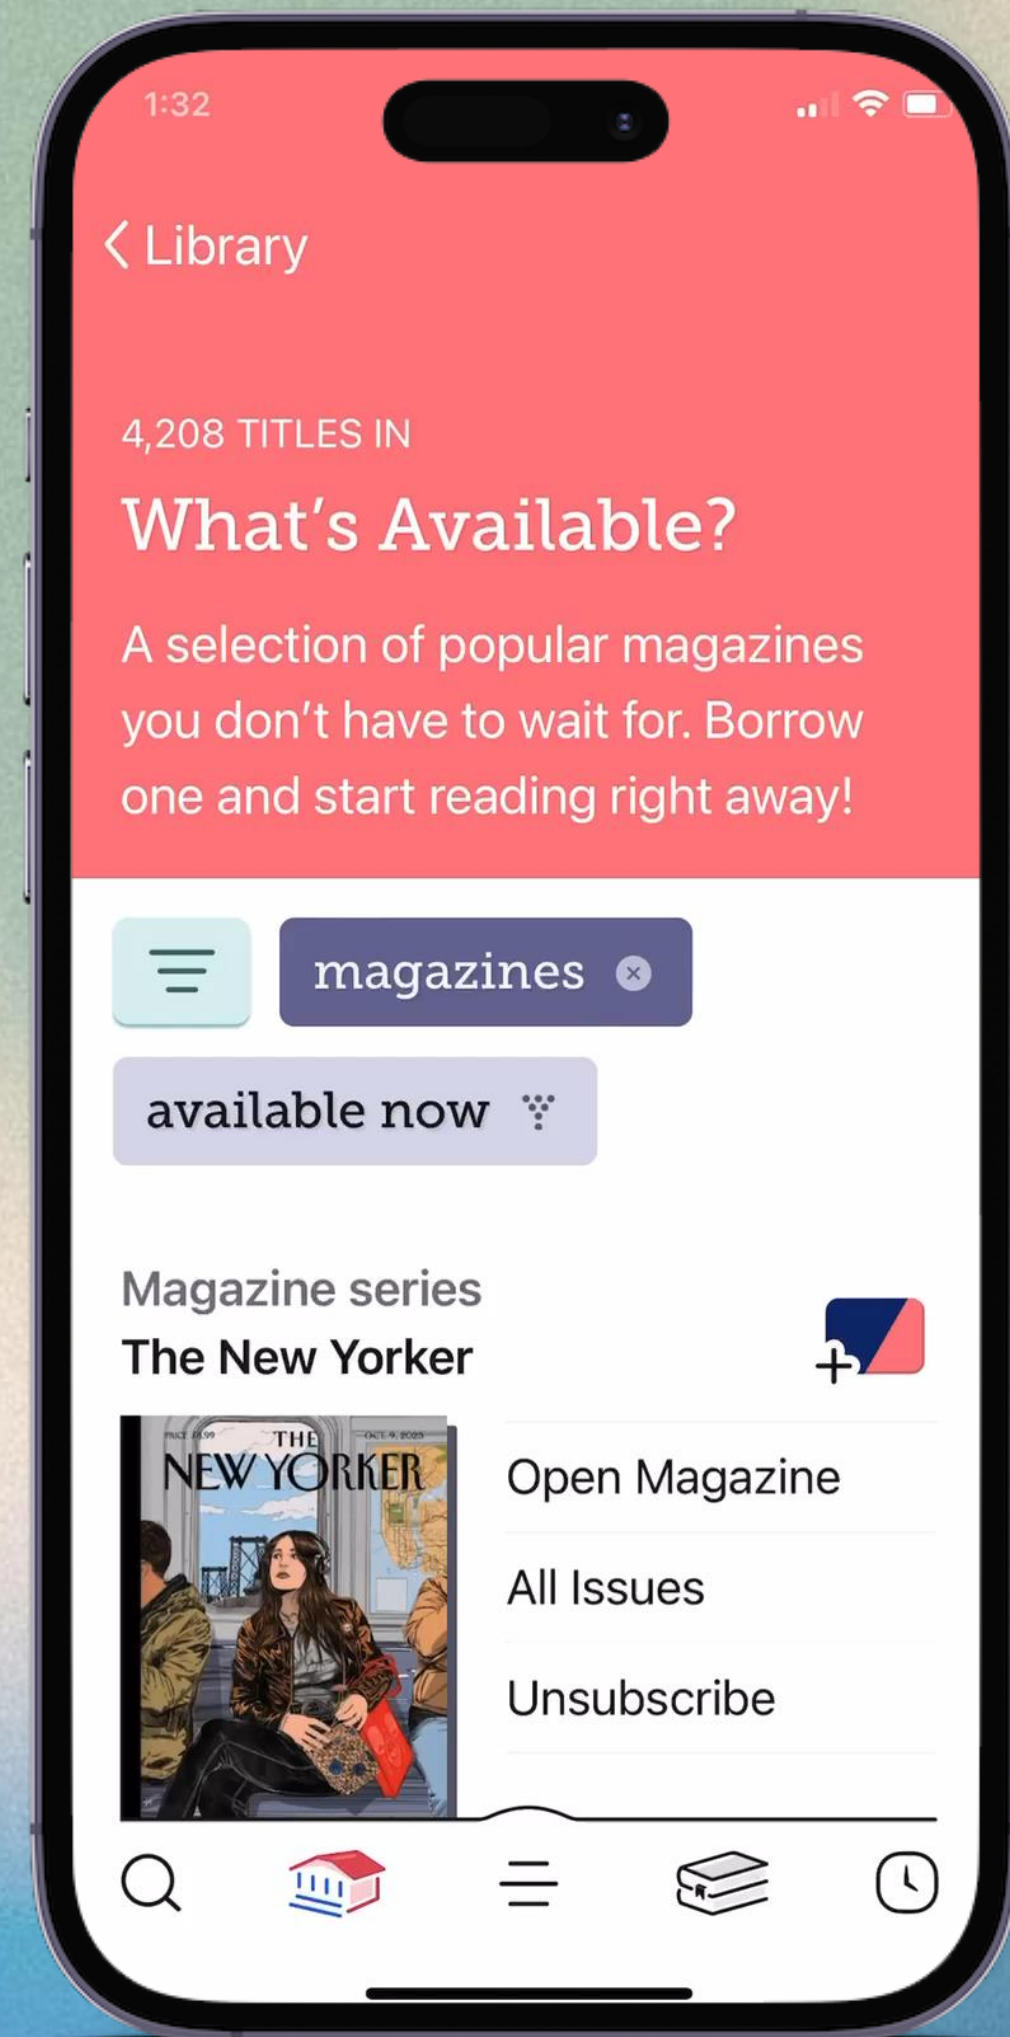 1:32
Library
4,208 TITLES IN
What's Available?
A selection of popular magazines
you don't have to wait for. Borrow
one and start reading right away!
magazines
available now
Magazine series
The New Yorker
THE
NEW YORKER
Open Magazine
All Issues
Unsubscribe